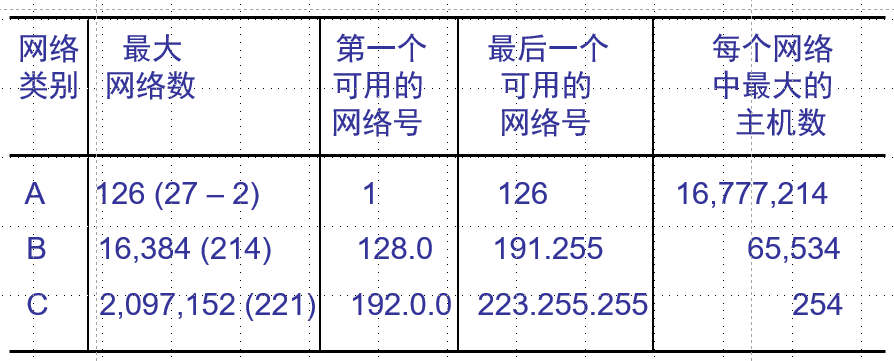 网络类别 最大网络数 第一个可用的网络号 最后一个可用的网络号 每个网络中最大的主机数
A 126 (27 – 2) 1 126 16,777,214
B 16,384 (214) 128.0 191.255 65,534
C 2,097,152 (221) 192.0.0 223.255.255 254